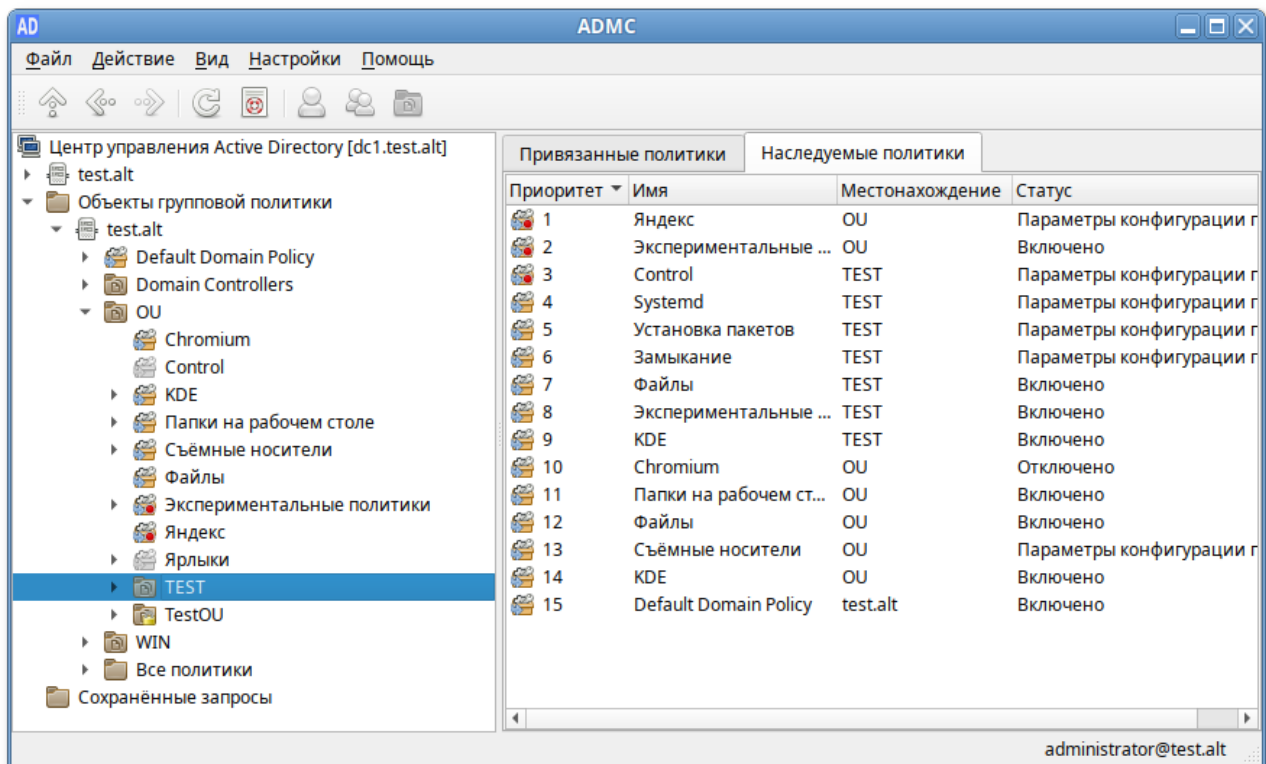 AD ADMC
Файл Действие Вид Настройки Помощь
Центр управления Active Directory [dc1.test.alt]
test.alt
Объекты групповой политики
test.alt
Default Domain Policy
Domain Controllers
OU
Chromium
Control
KDE
Папки на рабочем столе
Съёмные носители
Файлы
Экспериментальные политики
Яндекс
Ярлыки
TEST
TestOU
WIN
Все политики
Сохранённые запросы
Привязанные политики Наследуемые политики
Приоритет Имя Местонахождение Статус
1 Яндекс OU Параметры конфигурации г
2 Экспериментальные ... OU Включено
3 Control TEST Параметры конфигурации г
4 Systemd TEST Параметры конфигурации г
5 Установка пакетов TEST Параметры конфигурации г
6 Замыкание TEST Параметры конфигурации г
7 Файлы TEST Включено
8 Экспериментальные ... TEST Включено
9 KDE TEST Включено
10 Chromium OU Отключено
11 Папки на рабочем ст... OU Включено
12 Файлы OU Включено
13 Съёмные носители OU Параметры конфигурации г
14 KDE OU Включено
15 Default Domain Policy test.alt Включено
administrator@test.alt